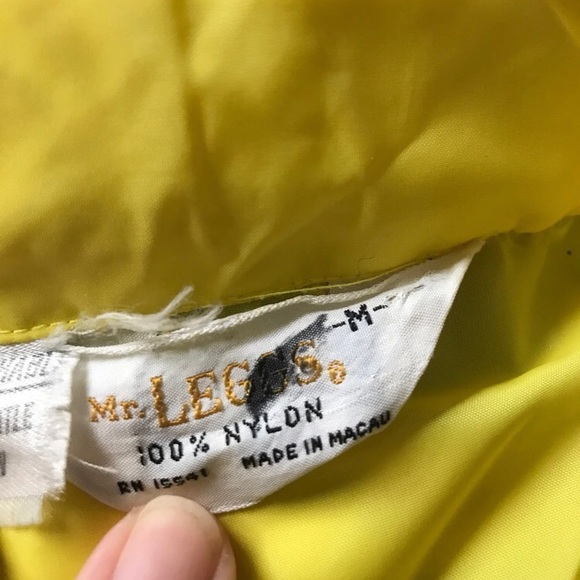 -M-
Mr. LEGGS®
100% NYLON
RN 15541 MADE IN MACAU